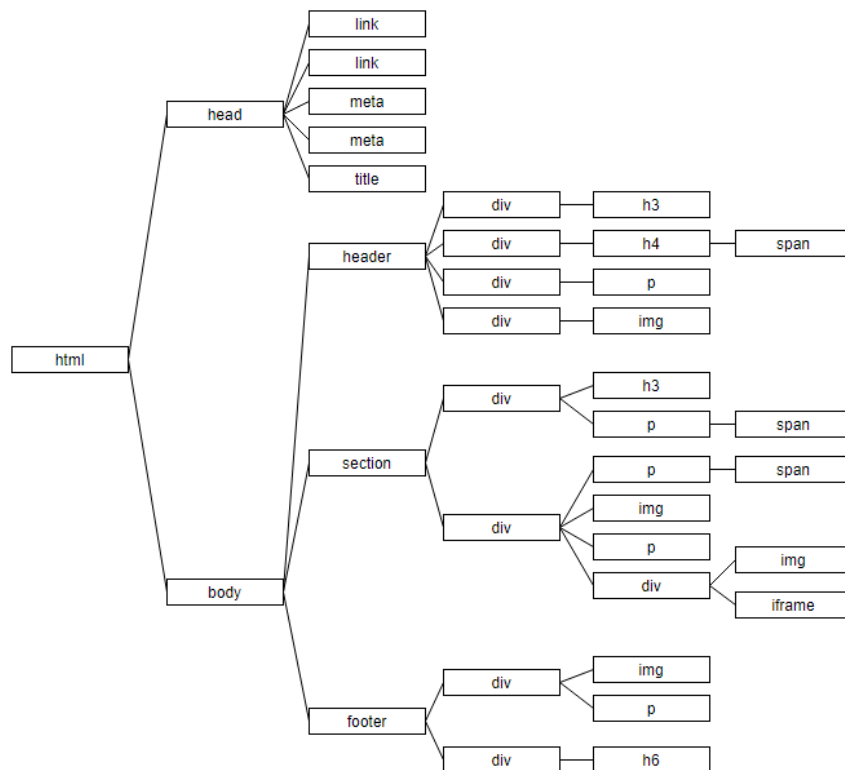 link
link
meta
head
meta
title
div h3
div h4 span
header
div p
div img
html
h3
div
p span
section
p span
img
div
p
img
div
body
iframe
img
div
p
footer
div h6